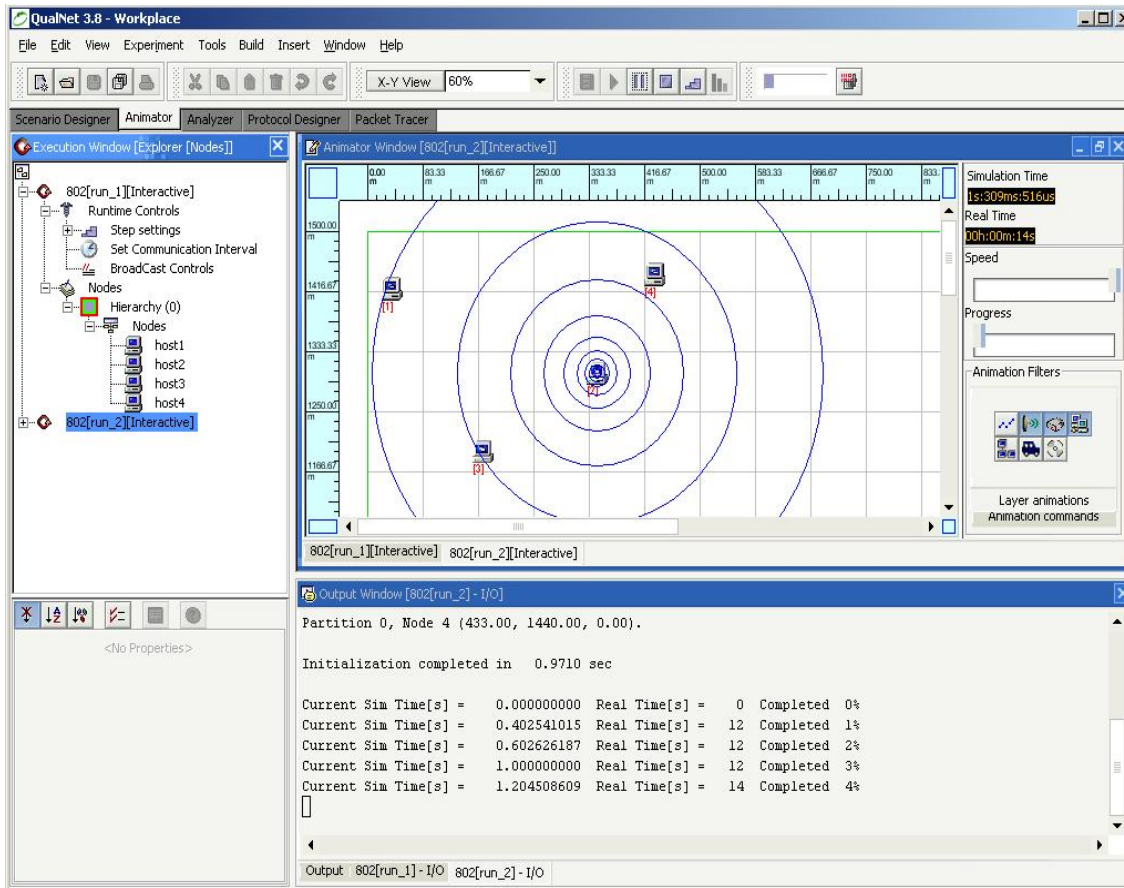 QualNet 3.8 - Workplace
File Edit View Experiment Tools Build Insert Window Help
X-Y View 60%
Scenario Designer Animator Analyzer Protocol Designer Packet Tracer
Execution Window [Explorer [Nodes]]
802[run_1][Interactive]
Runtime Controls
Step settings
Set Communication Interval
BroadCast Controls
Nodes
Hierarchy (0)
Nodes
host1
host2
host3
host4
802[run_2][Interactive]
<No Properties>
Animator Window [802[run_2][Interactive]]
0.00 83.33 166.67 250.00 333.33 416.67 500.00 583.33 666.67 750.00 833.
m m m m m m m m m m m
1500.00
m
1416.67
m
1333.33
m
1250.00
m
1166.67
m
[1]
[4]
[2]
[3]
802[run_1][Interactive] 802[run_2][Interactive]
Simulation Time
1s:309ms:516us
Real Time
00h:00m:14s
Speed
Progress
Animation Filters
Layer animations
Animation commands
Output Window [802[run_2] - I/O]
Partition 0, Node 4 (433.00, 1440.00, 0.00).
Initialization completed in 0.9710 sec
Current Sim Time[s] = 0.000000000 Real Time[s] = 0 Completed 0%
Current Sim Time[s] = 0.402541015 Real Time[s] = 12 Completed 1%
Current Sim Time[s] = 0.602626187 Real Time[s] = 12 Completed 2%
Current Sim Time[s] = 1.000000000 Real Time[s] = 12 Completed 3%
Current Sim Time[s] = 1.204508609 Real Time[s] = 14 Completed 4%
Output 802[run_1] - I/O 802[run_2] - I/O